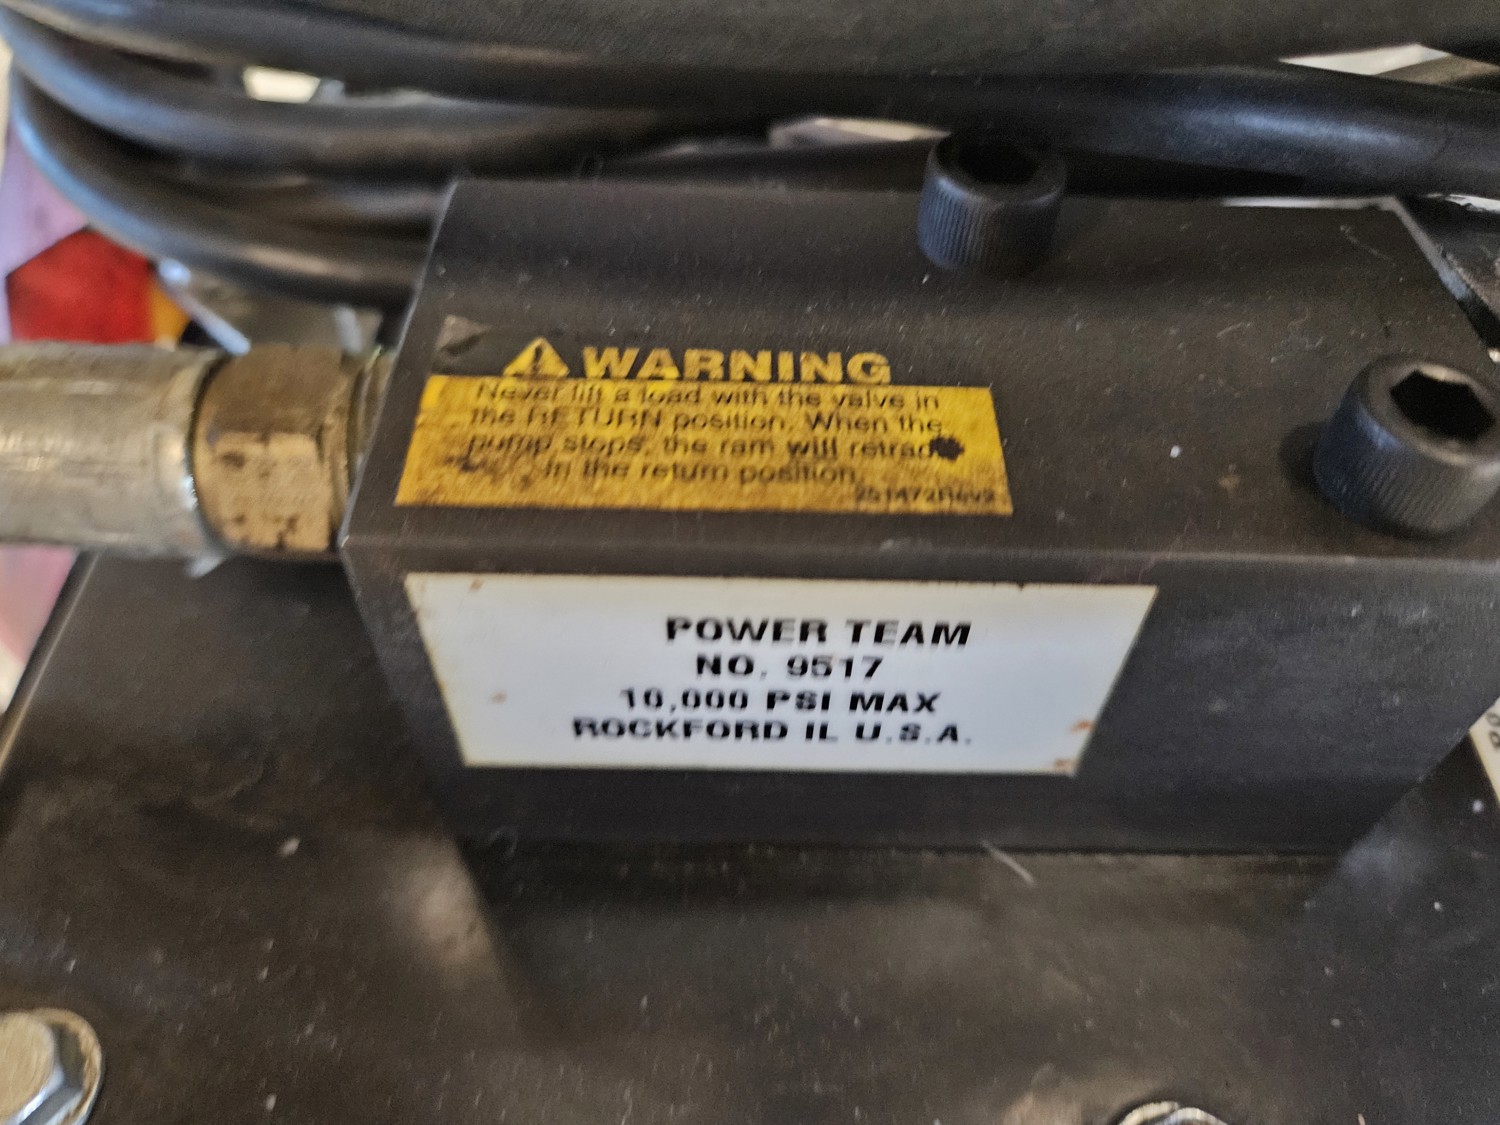 WARNING
Never lift a load with the valve in
the RETURN position. When the
pump stops, the ram will retrac
in the return position.
POWER TEAM
NO. 9517
10,000 PSI MAX
ROCKFORD IL U.S.A.